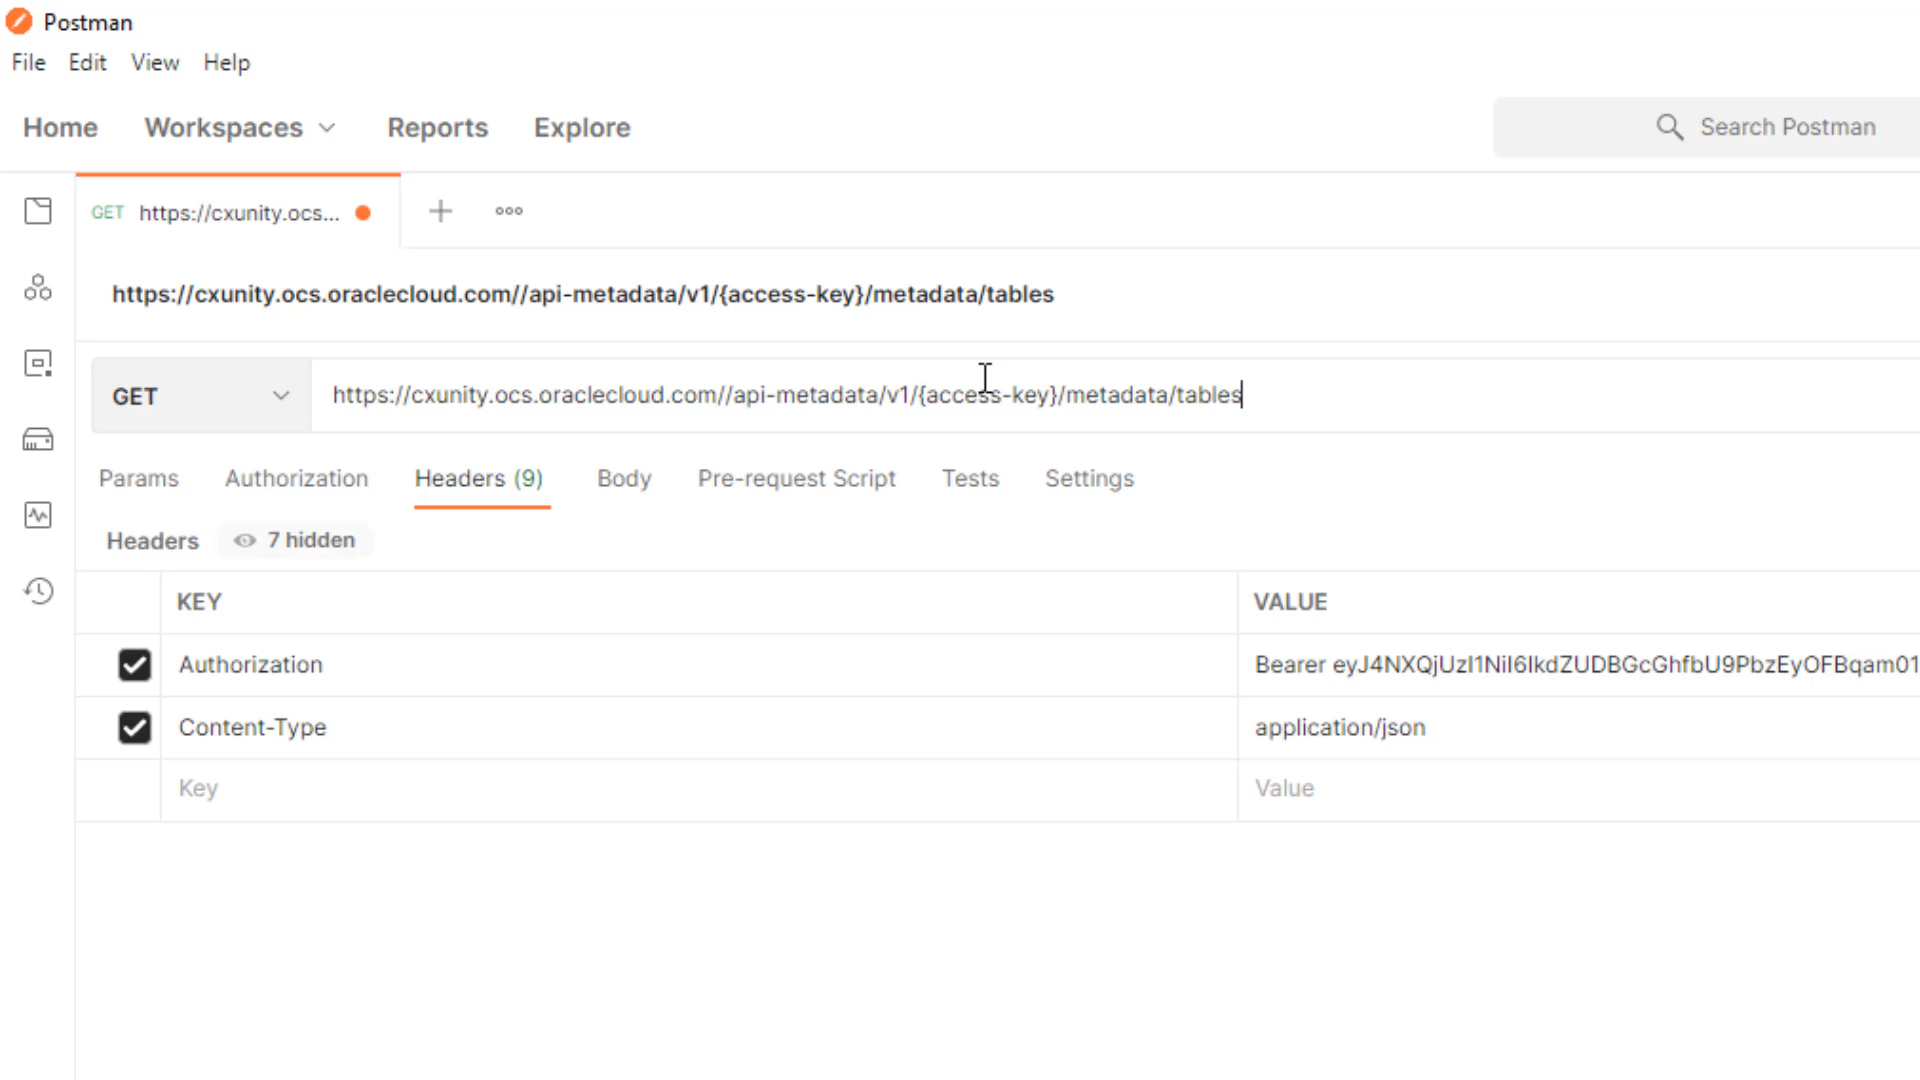 Postman
File Edit View Help
Home Workspaces Reports Explore Search Postman
GET https://cxunity.ocs...
https://cxunity.ocs.oraclecloud.com//api-metadata/v1/{access-key}/metadata/tables
GET https://cxunity.ocs.oraclecloud.com//api-metadata/v1/{access-key}/metadata/tables
Params Authorization Headers (9) Body Pre-request Script Tests Settings
Headers 7 hidden
KEY VALUE
Authorization Bearer eyJ4NXQjUzI1NiI6IkdZUDBGcGhfbU9PbzEyOFBqam01
Content-Type application/json
Key Value